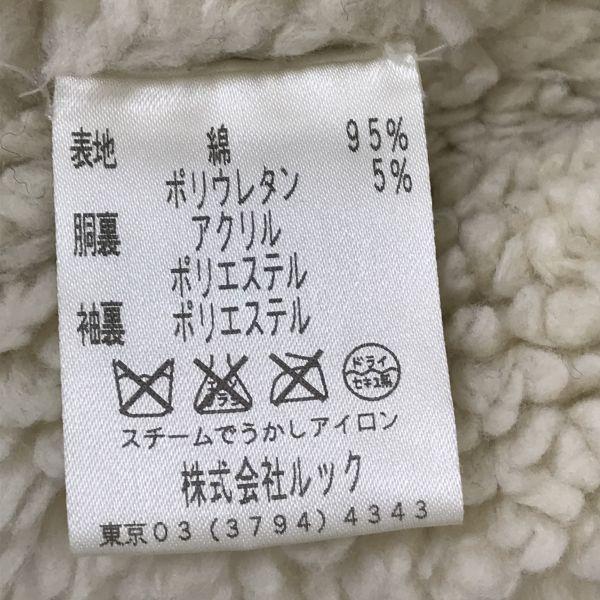 表地 綿 95%
ポリウレタン 5%
胴裏 アクリル
ポリエステル
袖裏 ポリエステル
ドライ
セキユ系
スチームでうかしアイロン
株式会社ルック
東京03(3794)4343